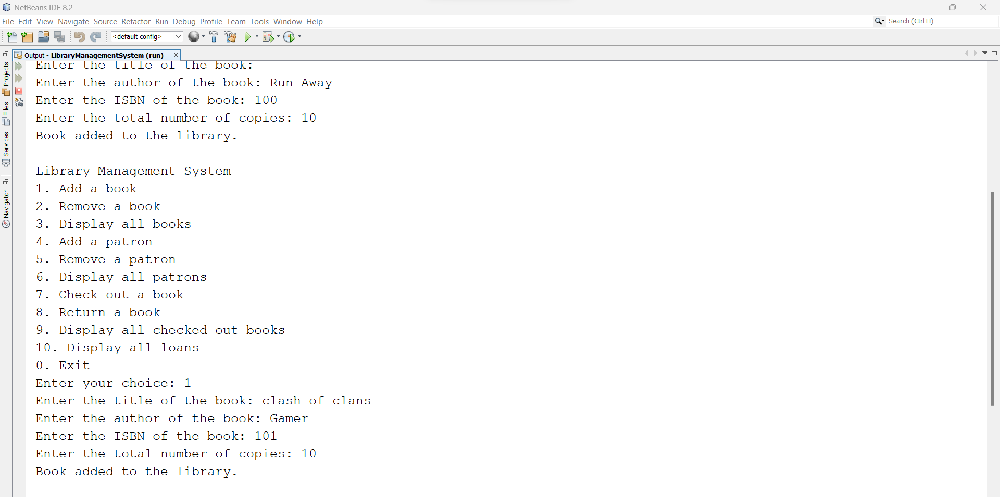 NetBeans IDE 8.2
File Edit View Navigate Source Refactor Run Debug Profile Team Tools Window Help
Search (Ctrl+I)
<default config>
Output - LibraryManagementSystem (run)
Projects
Files
Services
Navigator
Enter the title of the book:
Enter the author of the book: Run Away
Enter the ISBN of the book: 100
Enter the total number of copies: 10
Book added to the library.
Library Management System
1. Add a book
2. Remove a book
3. Display all books
4. Add a patron
5. Remove a patron
6. Display all patrons
7. Check out a book
8. Return a book
9. Display all checked out books
10. Display all loans
0. Exit
Enter your choice: 1
Enter the title of the book: clash of clans
Enter the author of the book: Gamer
Enter the ISBN of the book: 101
Enter the total number of copies: 10
Book added to the library.